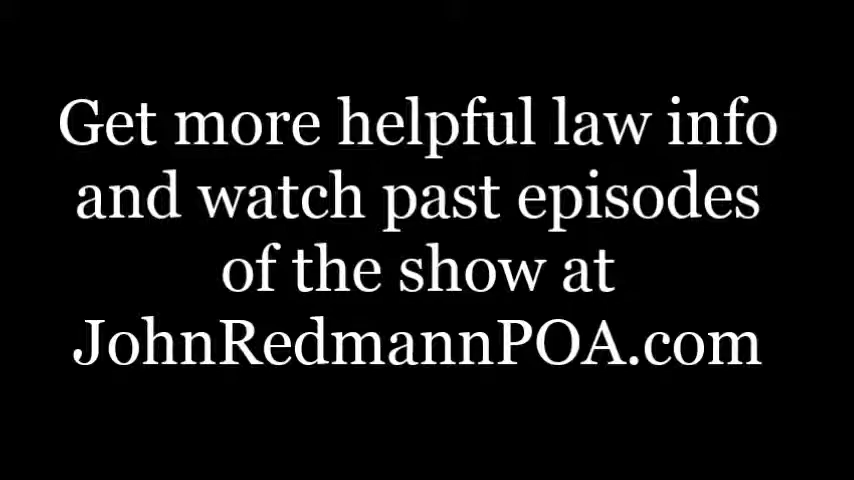 Get more helpful law info
and watch past episodes
of the show at
JohnRedmannPOA.com